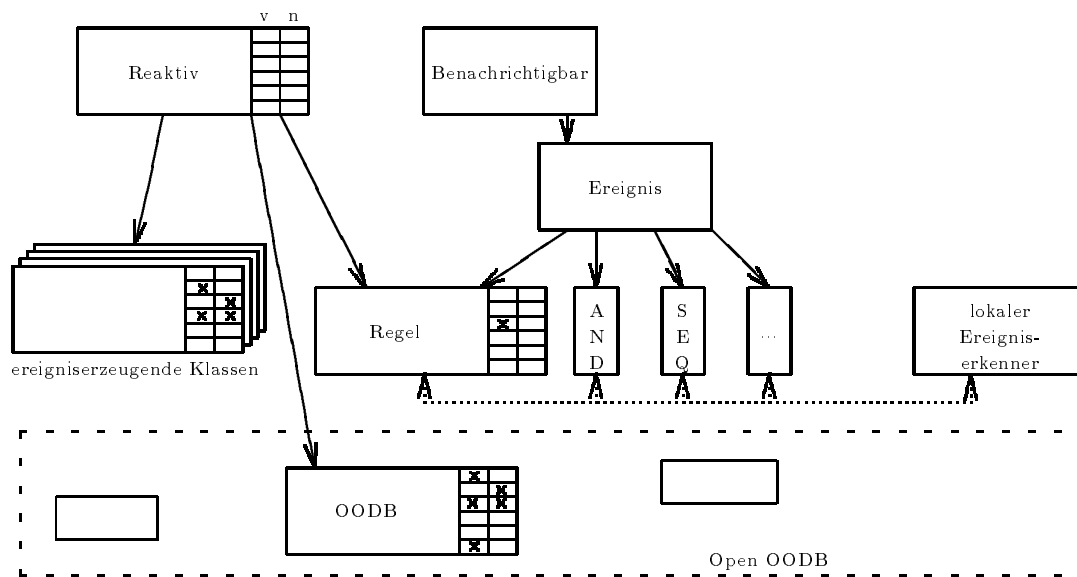 v n
Reaktiv
Benachrichtigbar
Ereignis
ereigniserzeugende Klassen
Regel
A
N
D
S
E
Q
...
lokaler
Ereignis-
erkenner
x
x
x x
x
x
x
x x
x
OODB
Open OODB